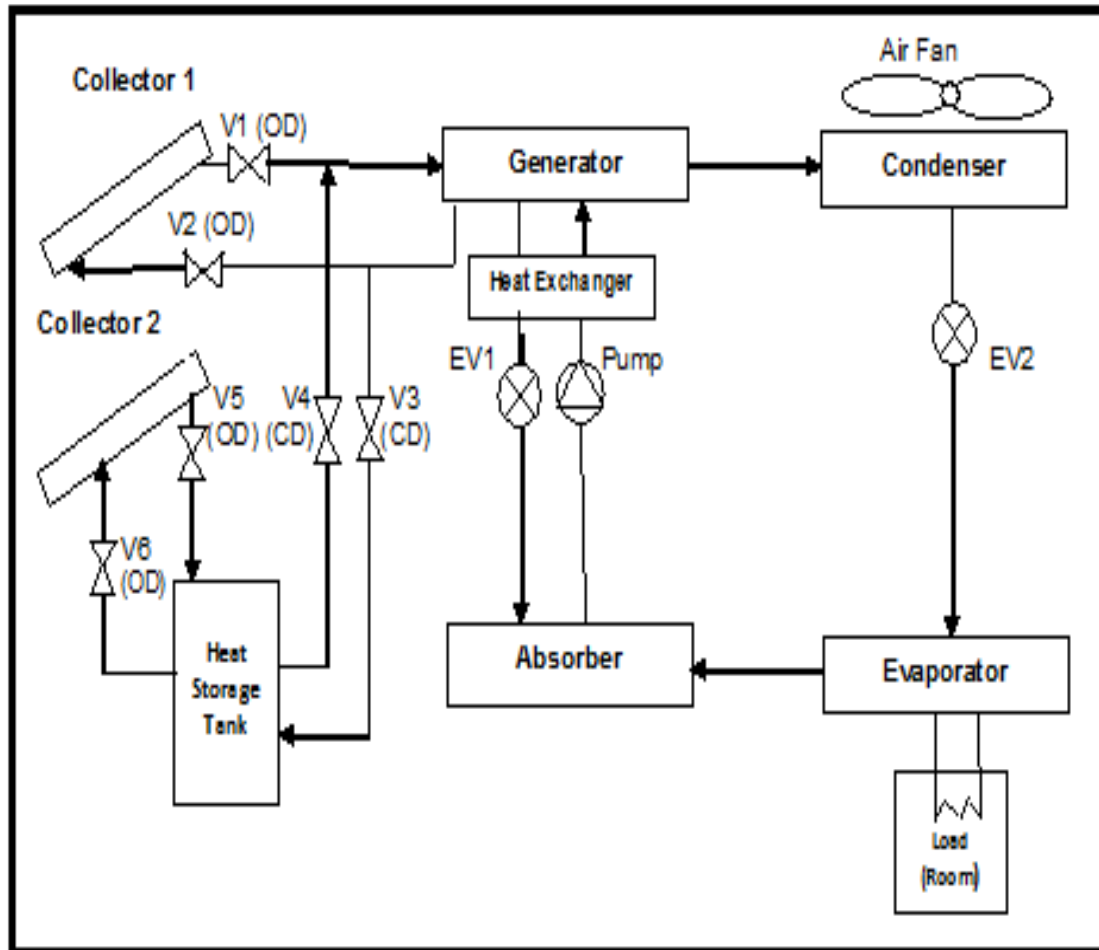 Air Fan
Collector 1
V1 (OD)
Generator
Condenser
V2 (OD)
Heat Exchanger
Collector 2
EV1
Pump
EV2
V5
(OD)
V4
(CD)
V3
(CD)
V6
(OD)
Heat
Storage
Tank
Absorber
Evaporator
Load
(Room)